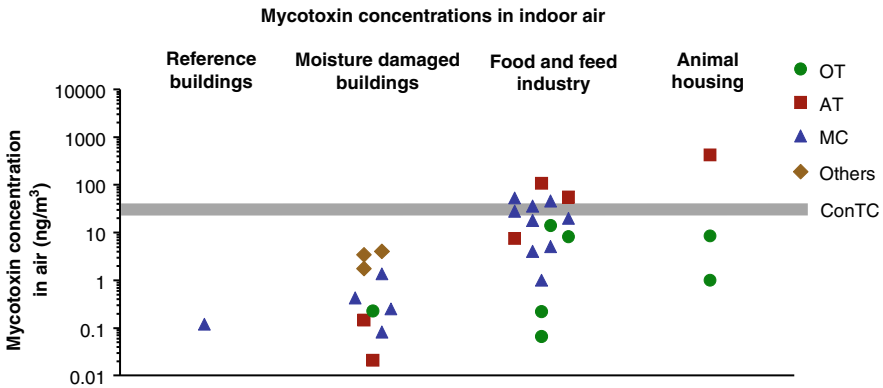 Mycotoxin concentrations in indoor air
Reference
buildings
Moisture damaged
buildings
Food and feed
industry
Animal
housing
OT
AT
MC
Others
ConTC
Mycotoxin concentration
in air (ng/m³)
10000
1000
100
10
1
0.1
0.01